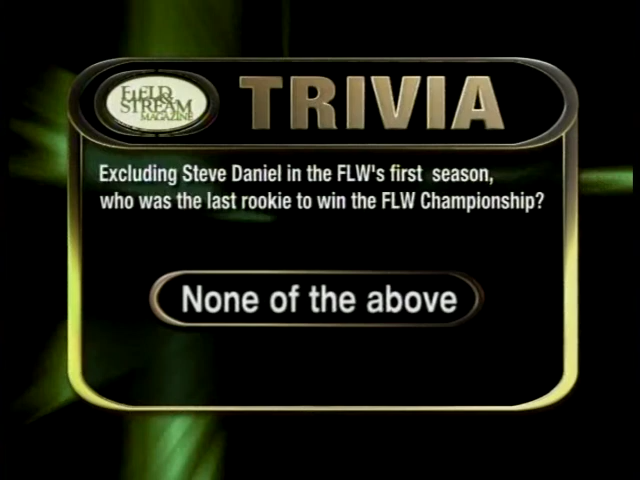 FIELD
&
STREAM
MAGAZINE
TRIVIA
Excluding Steve Daniel in the FLW's first season,
who was the last rookie to win the FLW Championship?
None of the above